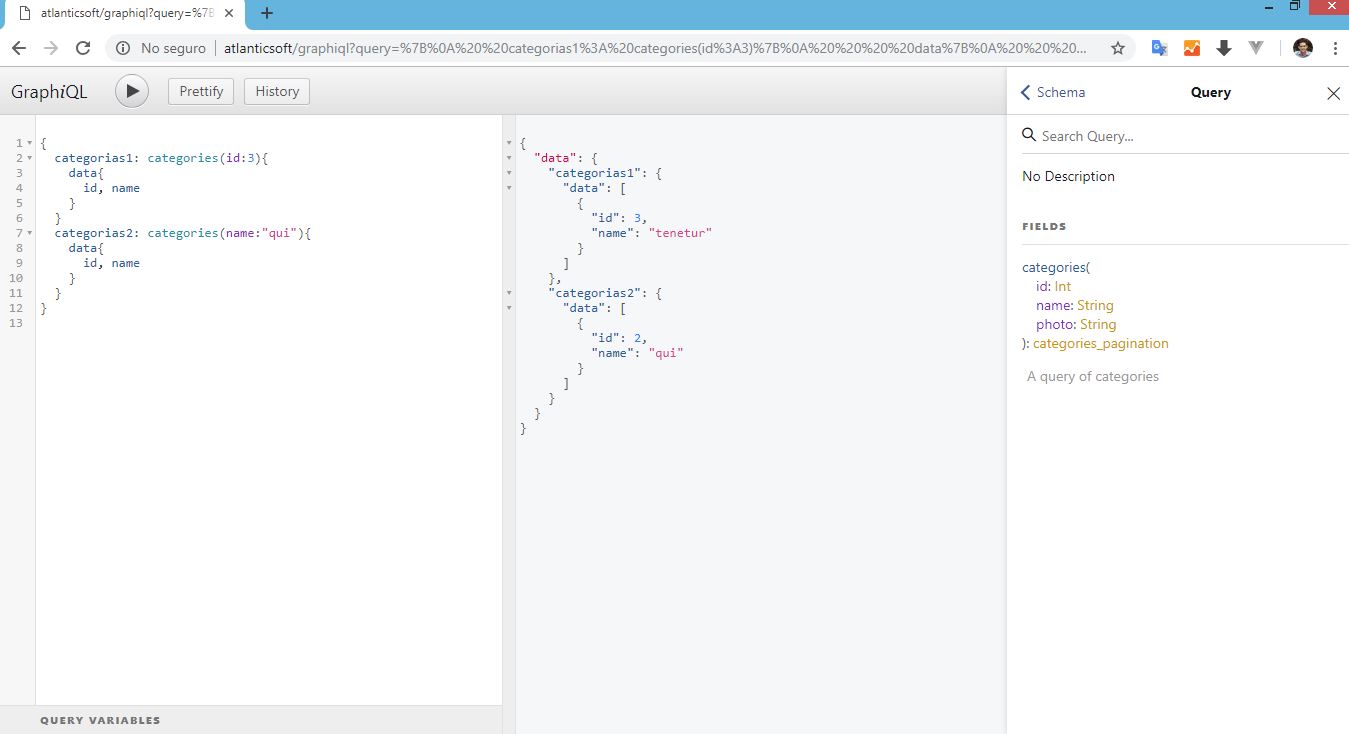 atlanticsoft/graphiql?query=%7B
No seguro
atlanticsoft/graphiql?query=%7B%0A%20%20categorias1%3A%20categories(id%3A3)%7B%0A%20%20%20%20data%7B%0A%20%20%20...
GraphiQL
Prettify
History
1 {
2 categorias1: categories(id:3){
3 data{
4 id, name
5 }
6 }
7 categorias2: categories(name:"qui"){
8 data{
9 id, name
10 }
11 }
12 }
13
QUERY VARIABLES
{
"data": {
"categorias1": {
"data": [
{
"id": 3,
"name": "tenetur"
}
]
},
"categorias2": {
"data": [
{
"id": 2,
"name": "qui"
}
]
}
}
}
Schema
Query
Search Query...
No Description
FIELDS
categories(
id: Int
name: String
photo: String
): categories_pagination
A query of categories